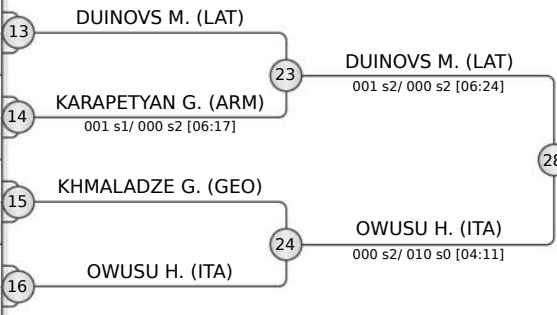 13
DUINOVS M. (LAT)
23
DUINOVS M. (LAT)
001 s2/ 000 s2 [06:24]
14
KARAPETYAN G. (ARM)
001 s1/ 000 s2 [06:17]
28
15
KHMALADZE G. (GEO)
24
OWUSU H. (ITA)
000 s2/ 010 s0 [04:11]
16
OWUSU H. (ITA)